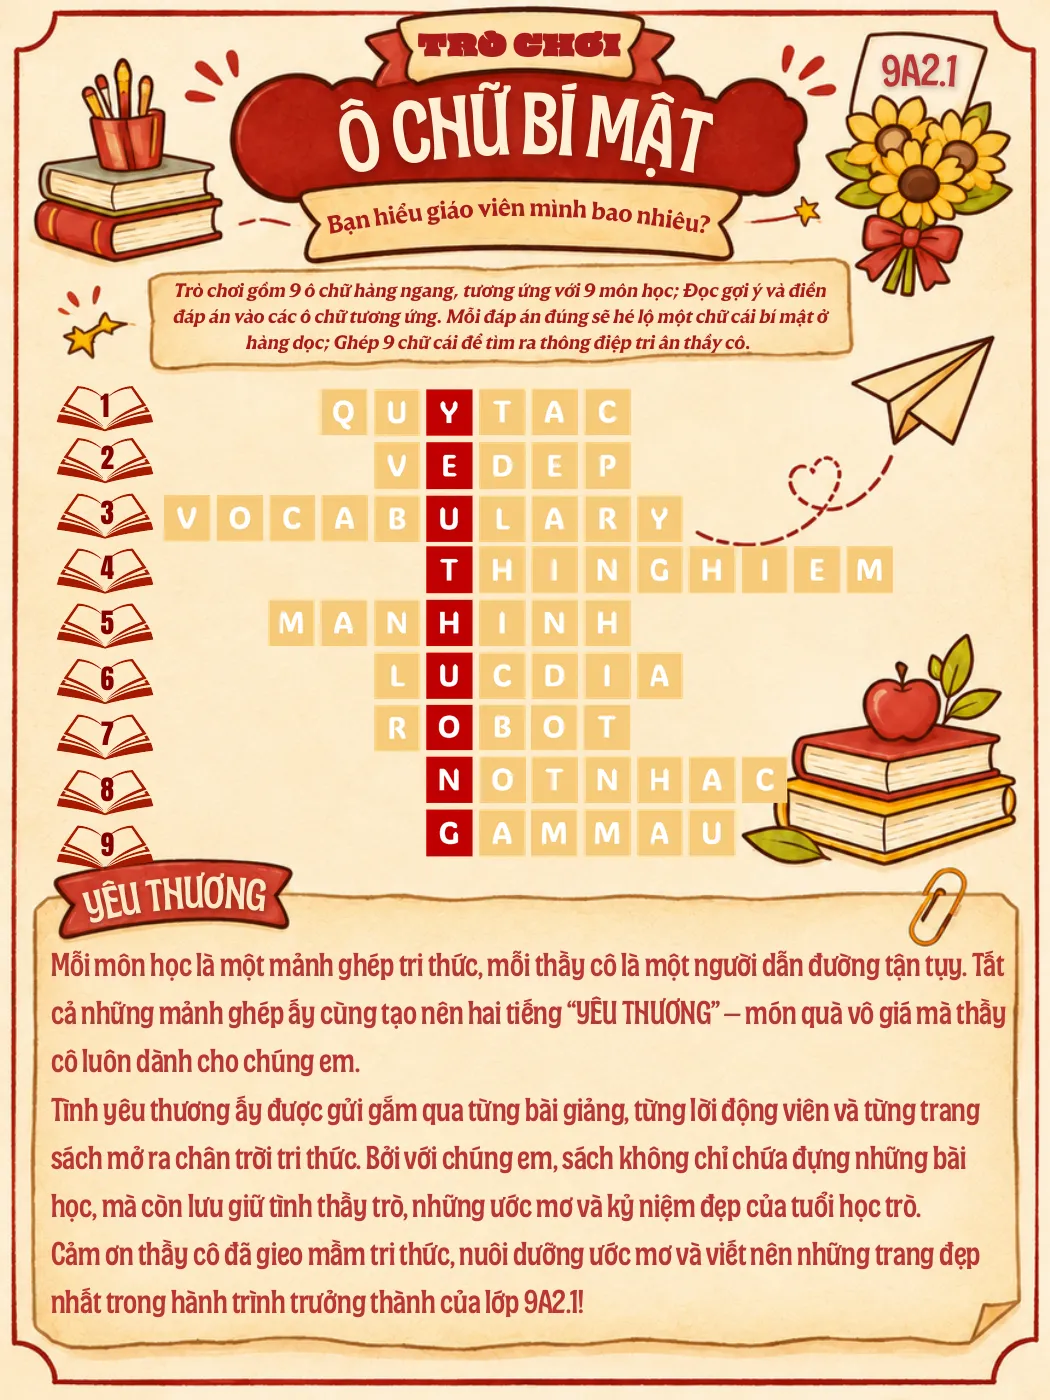 TRÒ CHƠI
Ô CHỮ BÍ MẬT
9A2.1
Bạn hiểu giáo viên mình bao nhiêu?
Trò chơi gồm 9 ô chữ hàng ngang, tương ứng với 9 môn học; Đọc gợi ý và điền
đáp án vào các ô chữ tương ứng. Mỗi đáp án đúng sẽ hé lộ một chữ cái bí mật ở
hàng dọc; Ghép 9 chữ cái để tìm ra thông điệp tri ân thầy cô.
1 Q U Y T A C
2 V E D E P
3 V O C A B U L A R Y
4 T H I N G H I E M
5 M A N H I N H
6 L U C D I A
7 R O B O T
8 N O T N H A C
9 G A M M A U
YÊU THƯƠNG
Mỗi môn học là một mảnh ghép tri thức, mỗi thầy cô là một người dẫn đường tận tụy. Tất
cả những mảnh ghép ấy cùng tạo nên hai tiếng “YÊU THƯƠNG” – món quà vô giá mà thầy
cô luôn dành cho chúng em.
Tình yêu thương ấy được gửi gắm qua từng bài giảng, từng lời động viên và từng trang
sách mở ra chân trời tri thức. Bởi với chúng em, sách không chỉ chứa đựng những bài
học, mà còn lưu giữ tình thầy trò, những ước mơ và kỷ niệm đẹp của tuổi học trò.
Cảm ơn thầy cô đã gieo mầm tri thức, nuôi dưỡng ước mơ và viết nên những trang đẹp
nhất trong hành trình trưởng thành của lớp 9A2.1!